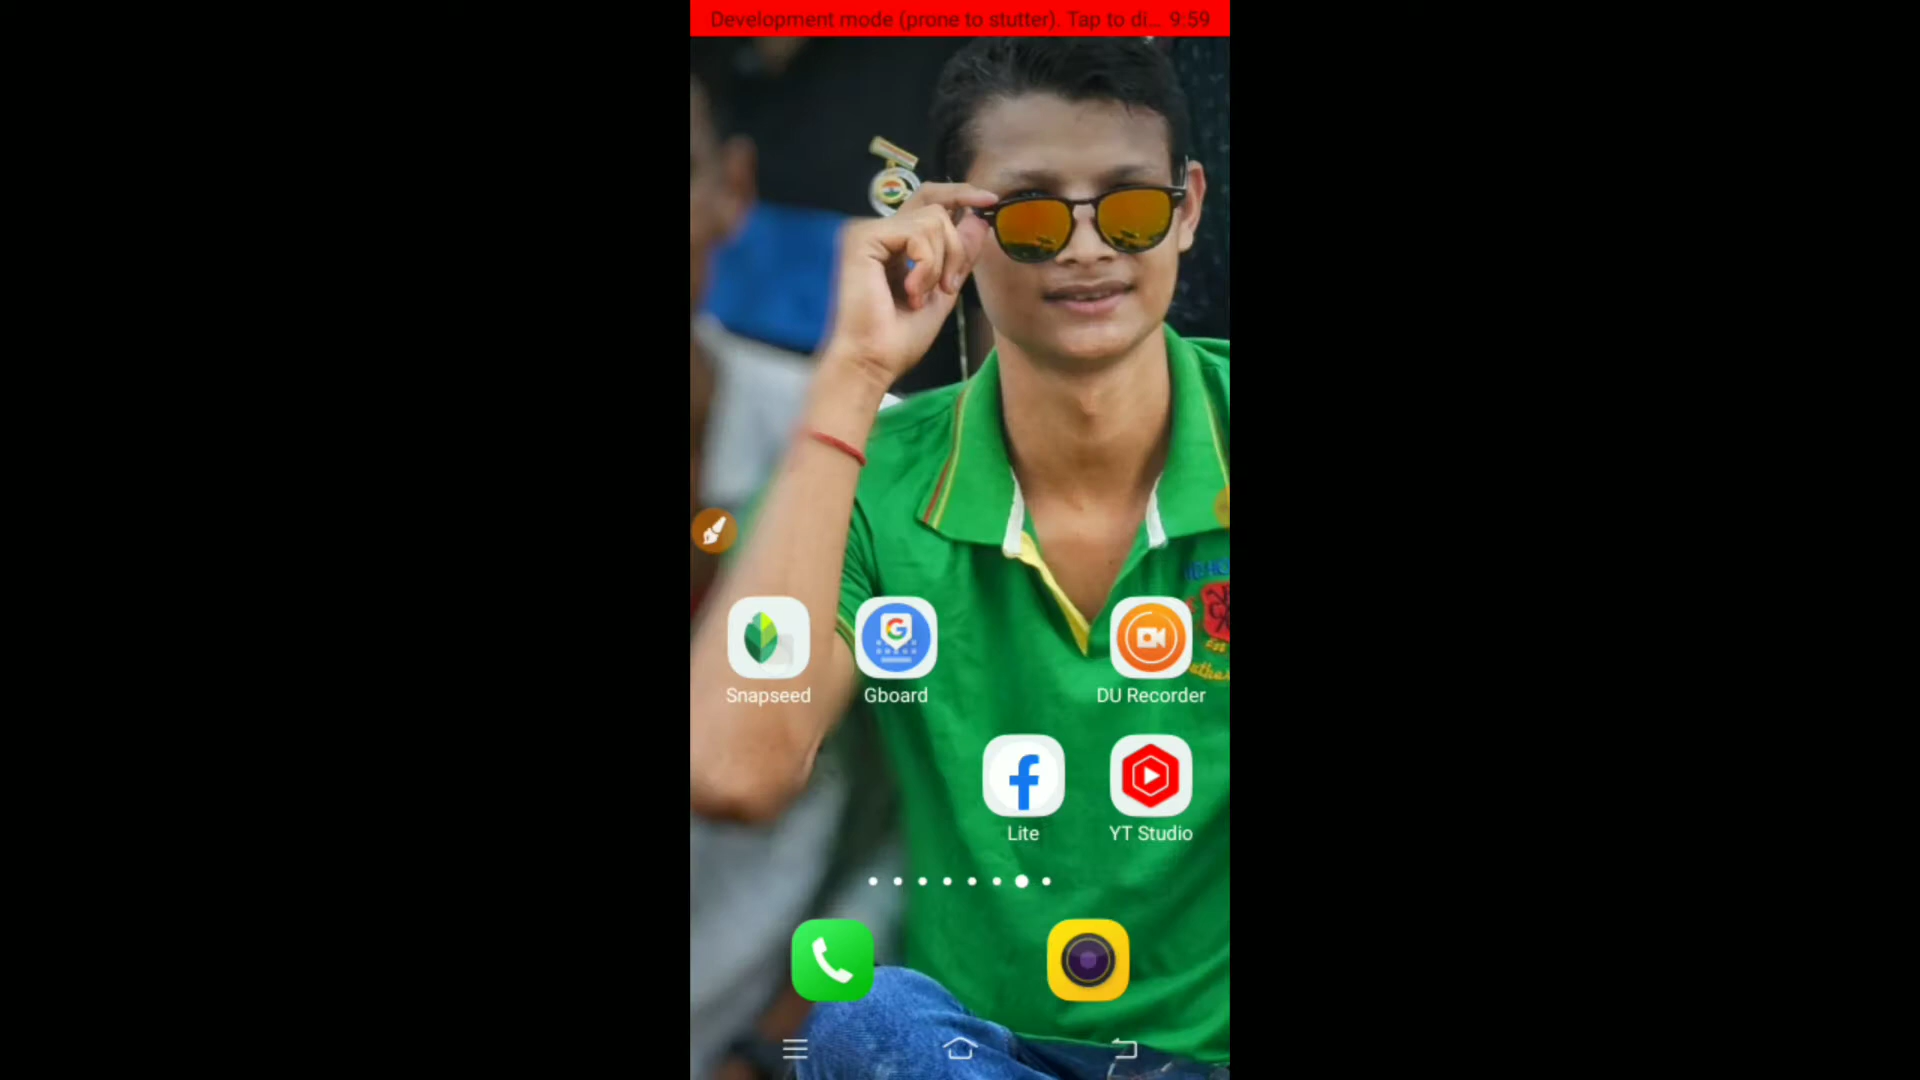 Development mode (prone to stutter). Tap to di... 9:59
Snapseed
Gboard
DU Recorder
Lite
YT Studio